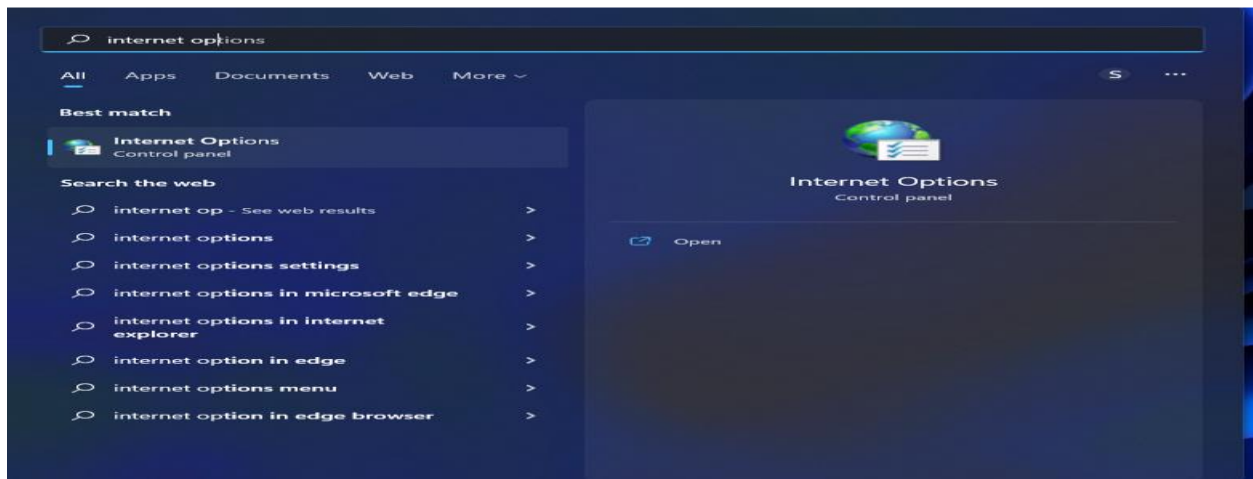 internet options
All Apps Documents Web More
S ...
Best match
Internet Options
Control panel
Search the web
internet op - See web results
internet options
internet options settings
internet options in microsoft edge
internet options in internet
explorer
internet option in edge
internet options menu
internet option in edge browser
Internet Options
Control panel
Open